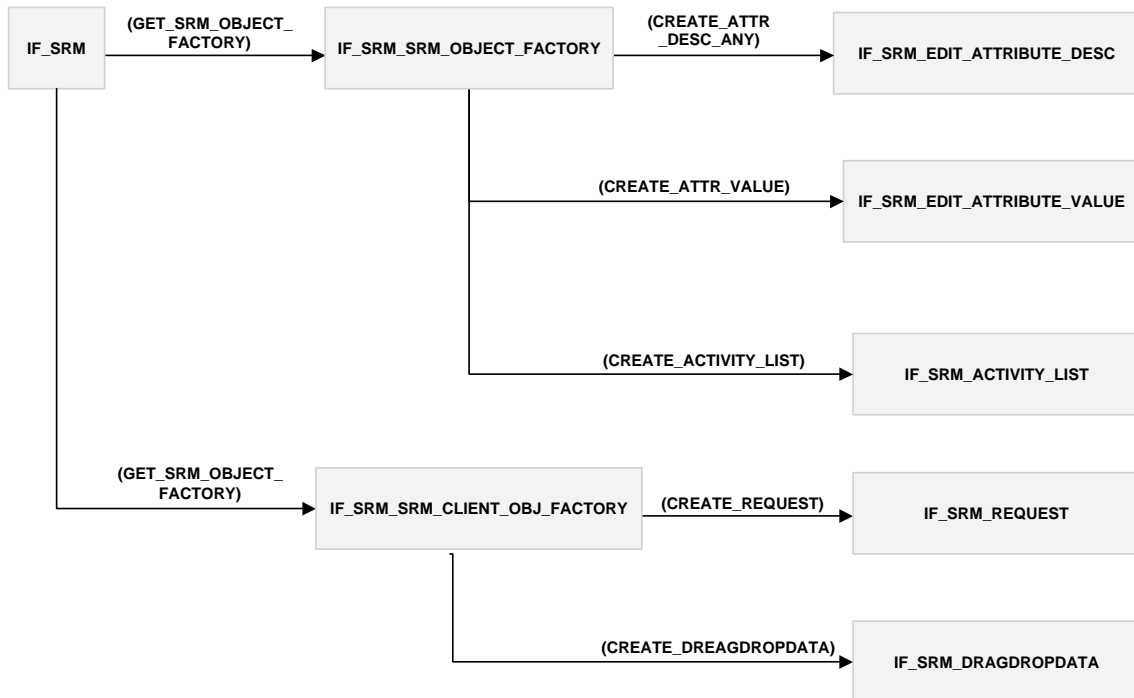 (GET_SRM_OBJECT_
FACTORY)
(CREATE_ATTR
_DESC_ANY)
IF_SRM
IF_SRM_SRM_OBJECT_FACTORY
IF_SRM_EDIT_ATTRIBUTE_DESC
(CREATE_ATTR_VALUE)
IF_SRM_EDIT_ATTRIBUTE_VALUE
(CREATE_ACTIVITY_LIST)
IF_SRM_ACTIVITY_LIST
(GET_SRM_OBJECT_
FACTORY)
IF_SRM_SRM_CLIENT_OBJ_FACTORY
(CREATE_REQUEST)
IF_SRM_REQUEST
(CREATE_DREAGDROPDATA)
IF_SRM_DRAGDROPDATA